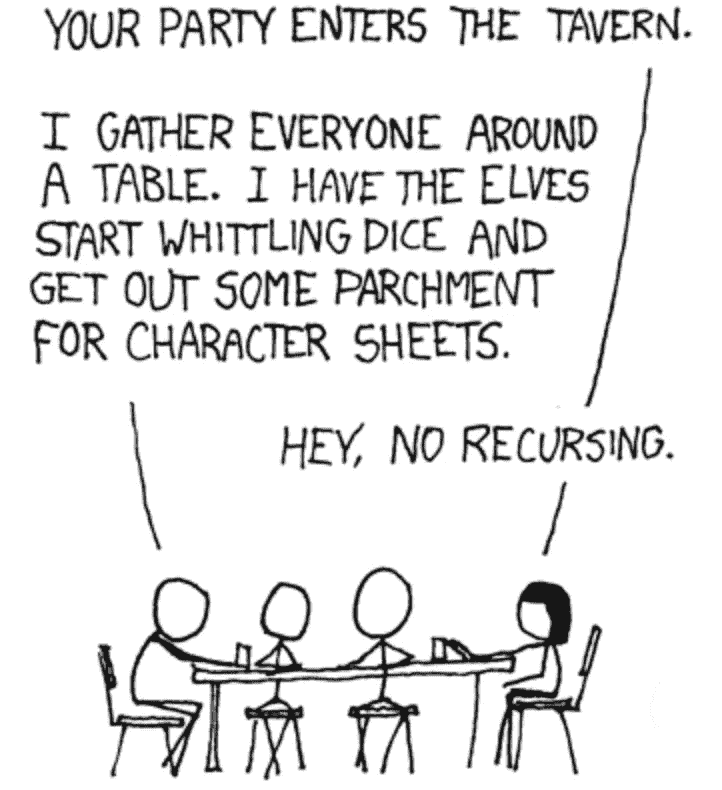 YOUR PARTY ENTERS THE TAVERN.
I GATHER EVERYONE AROUND
A TABLE. I HAVE THE ELVES
START WHITTLING DICE AND
GET OUT SOME PARCHMENT
FOR CHARACTER SHEETS.
HEY, NO RECURSING.